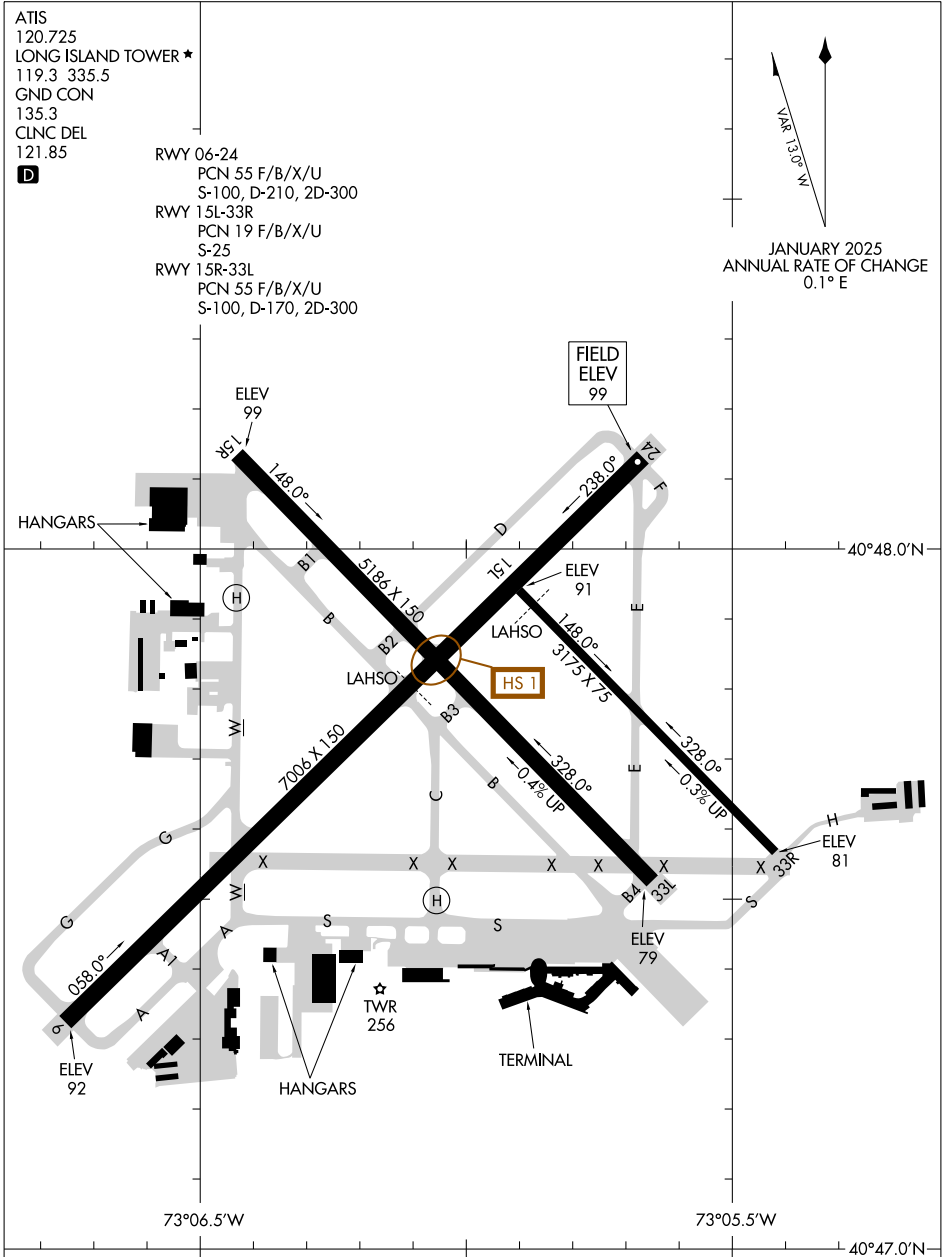 ATIS
120.725
LONG ISLAND TOWER ★
119.3 335.5
GND CON
135.3
CLNC DEL
121.85
D
RWY 06-24
PCN 55 F/B/X/U
S-100, D-210, 2D-300
RWY 15L-33R
PCN 19 F/B/X/U
S-25
RWY 15R-33L
PCN 55 F/B/X/U
S-100, D-170, 2D-300
VAR 13.0° W
JANUARY 2025
ANNUAL RATE OF CHANGE
0.1° E
FIELD
ELEV
99
ELEV
99
15R
24
148.0°
238.0°
F
HANGARS
D
40°48.0'N
B1
5186 X 150
15L
ELEV
91
H
B
E
LAHSO
148.0°
3175 X 75
B2
LAHSO
HS 1
B3
W
7006 X 150
328.0°
0.4% UP
328.0°
0.3% UP
B
E
C
G
H
X
X
X
X
X
X
X
33R
ELEV
81
W
H
B4
33L
S
G
A
S
S
ELEV
79
A1
058.0°
A
6
TWR
256
ELEV
92
HANGARS
TERMINAL
73°06.5'W
73°05.5'W
40°47.0'N